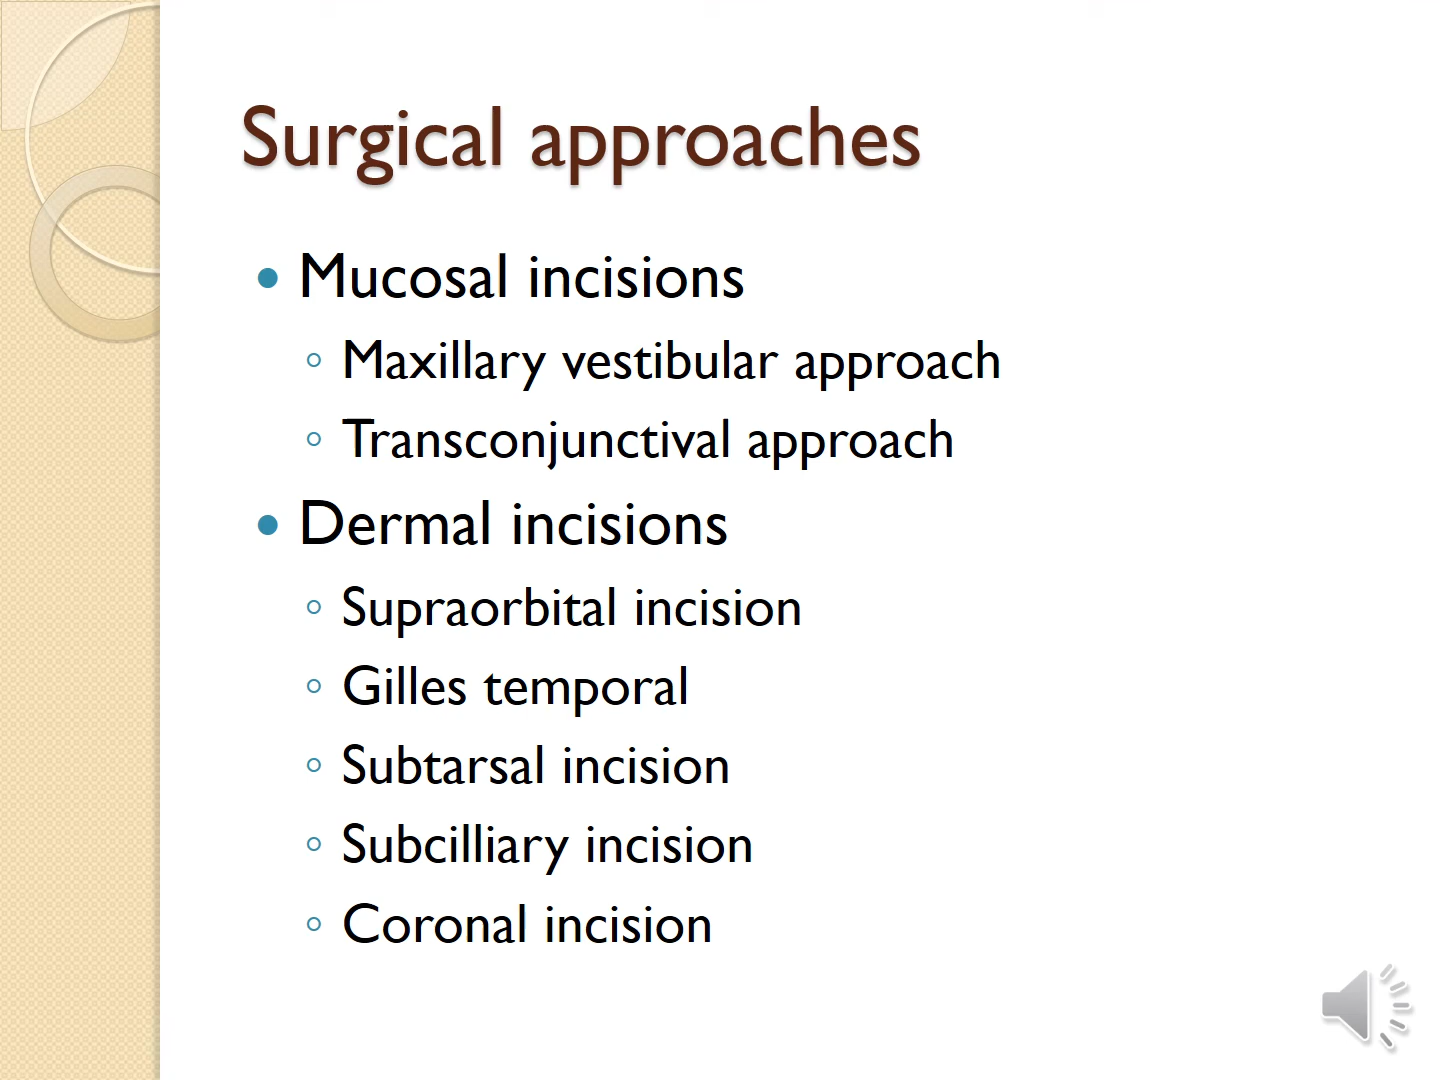 Surgical approaches
Mucosal incisions
Maxillary vestibular approach
Transconjunctival approach
Dermal incisions
Supraorbital incision
Gilles temporal
Subtarsal incision
Subcilliary incision
Coronal incision